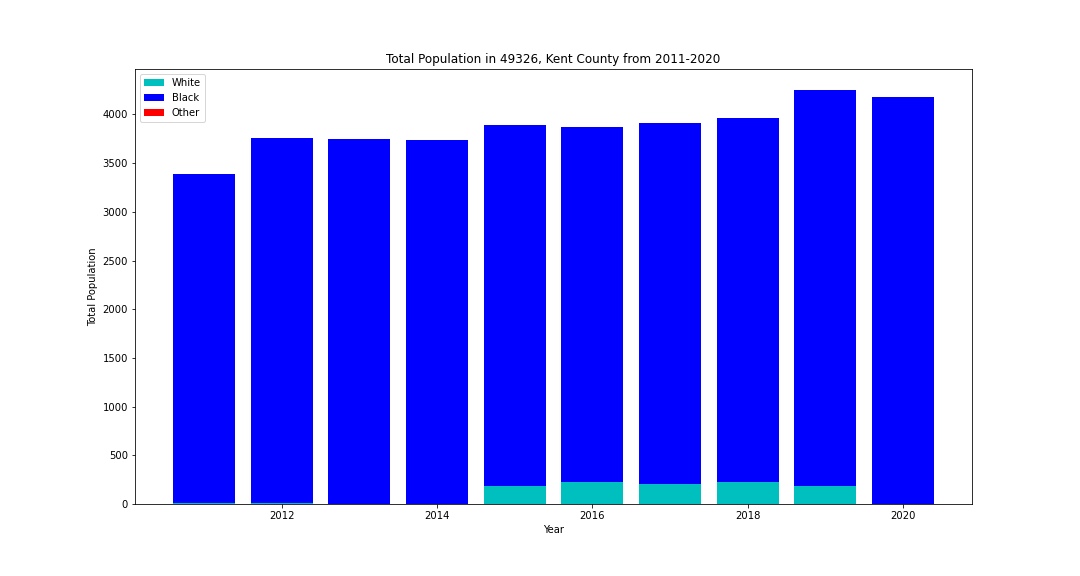 Total Population in 49326, Kent County from 2011-2020
White
Black
Other
4000
3500
3000
2500
2000
1500
1000
500
0
Total Population
2012 2014 2016 2018 2020
Year